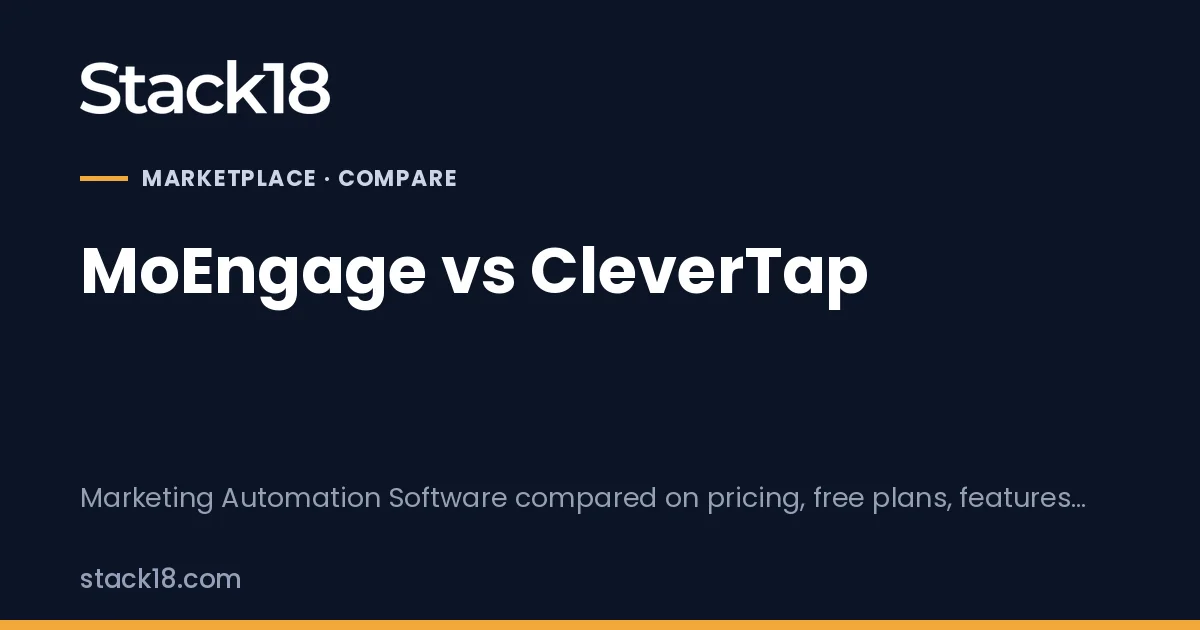 Stack18
MARKETPLACE · COMPARE
MoEngage vs CleverTap
Marketing Automation Software compared on pricing, free plans, features...
stack18.com